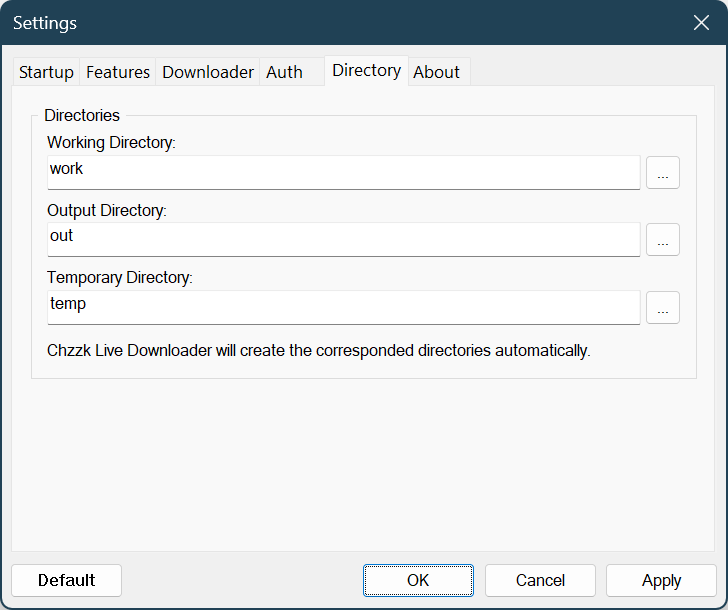 Settings
Startup Features Downloader Auth Directory About
Directories
Working Directory:
work
...
Output Directory:
out
...
Temporary Directory:
temp
...
Chzzk Live Downloader will create the corresponded directories automatically.
Default OK Cancel Apply